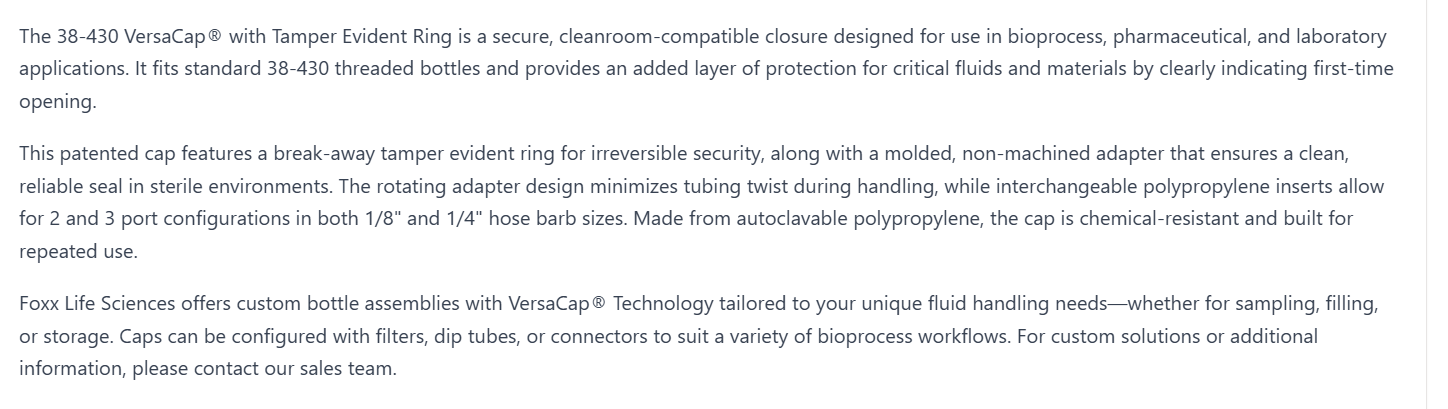 The 38-430 VersaCap® with Tamper Evident Ring is a secure, cleanroom-compatible closure designed for use in bioprocess, pharmaceutical, and laboratory
applications. It fits standard 38-430 threaded bottles and provides an added layer of protection for critical fluids and materials by clearly indicating first-time
opening.
This patented cap features a break-away tamper evident ring for irreversible security, along with a molded, non-machined adapter that ensures a clean,
reliable seal in sterile environments. The rotating adapter design minimizes tubing twist during handling, while interchangeable polypropylene inserts allow
for 2 and 3 port configurations in both 1/8" and 1/4" hose barb sizes. Made from autoclavable polypropylene, the cap is chemical-resistant and built for
repeated use.
Foxx Life Sciences offers custom bottle assemblies with VersaCap® Technology tailored to your unique fluid handling needs—whether for sampling, filling,
or storage. Caps can be configured with filters, dip tubes, or connectors to suit a variety of bioprocess workflows. For custom solutions or additional
information, please contact our sales team.